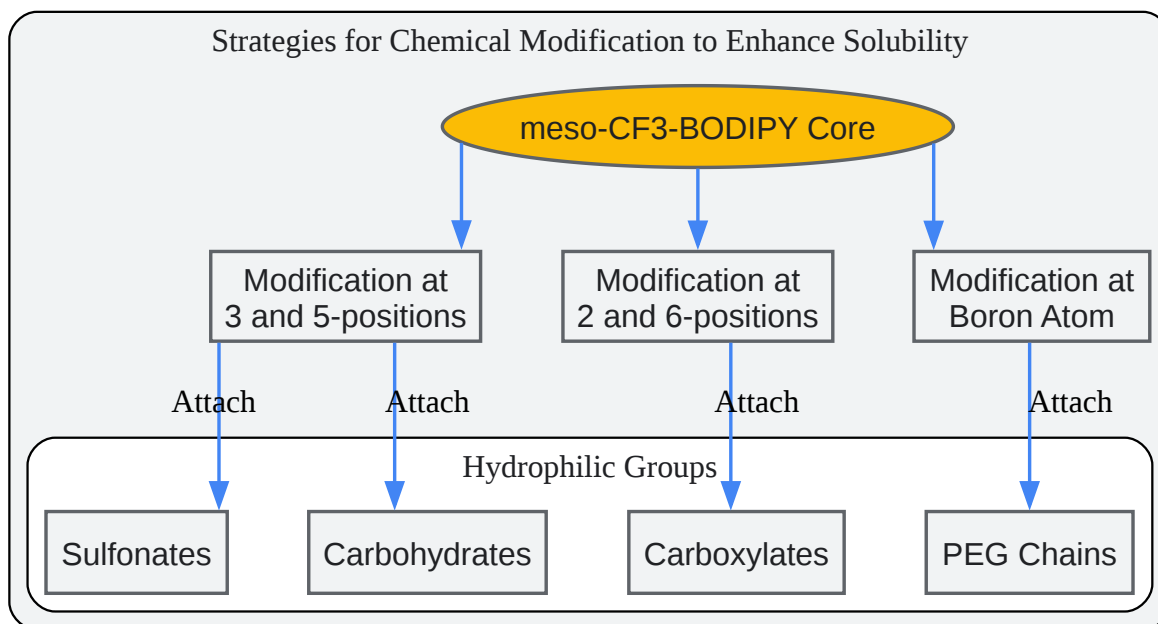 Strategies for Chemical Modification to Enhance Solubility
meso-CF3-BODIPY Core
Modification at
3 and 5-positions
Modification at
2 and 6-positions
Modification at
Boron Atom
Attach
Attach
Attach
Attach
Hydrophilic Groups
Sulfonates
Carbohydrates
Carboxylates
PEG Chains